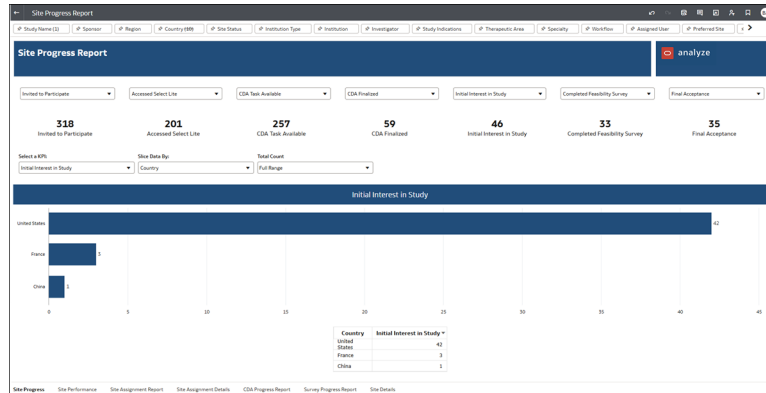 Site Progress Report
Study Name (1) Sponsor Region Country (10) Site Status Institution Type Institution Investigator Study Indications Therapeutic Area Specialty Workflow Assigned User Preferred Site
Site Progress Report
analyze
Invited to Participate Accessed Select Lite CDA Task Available CDA Finalized Initial Interest in Study Completed Feasibility Survey Final Acceptance
318 201 257 59 46 33 35
Invited to Participate Accessed Select Lite CDA Task Available CDA Finalized Initial Interest in Study Completed Feasibility Survey Final Acceptance
Select a KPI: Slice Data By: Total Count
Initial Interest in Study Country Full Range
Initial Interest in Study
United States 42
France 3
China 1
0 5 10 15 20 25 30 35 40 45
Country Initial Interest in Study
United States 42
France 3
China 1
Site Progress Site Performance Site Assignment Report Site Assignment Details CDA Progress Report Survey Progress Report Site Details